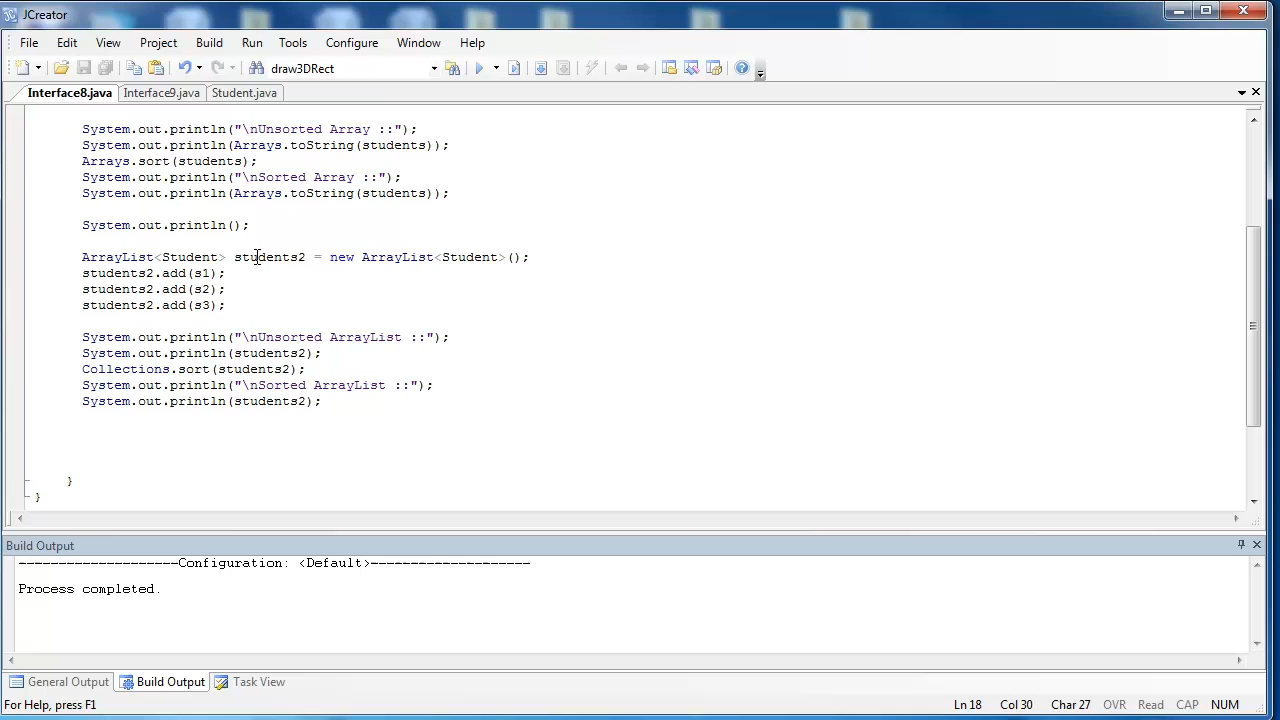 JCreator
File Edit View Project Build Run Tools Configure Window Help
draw3DRect
Interface8.java Interface9.java Student.java
System.out.println("\nUnsorted Array ::");
System.out.println(Arrays.toString(students));
Arrays.sort(students);
System.out.println("\nSorted Array ::");
System.out.println(Arrays.toString(students));
System.out.println();
ArrayList<Student> students2 = new ArrayList<Student>();
students2.add(s1);
students2.add(s2);
students2.add(s3);
System.out.println("\nUnsorted ArrayList ::");
System.out.println(students2);
Collections.sort(students2);
System.out.println("\nSorted ArrayList ::");
System.out.println(students2);
}
}
Build Output
--------------------Configuration: <Default>--------------------
Process completed.
General Output Build Output Task View
For Help, press F1 Ln 18 Col 30 Char 27 OVR Read CAP NUM